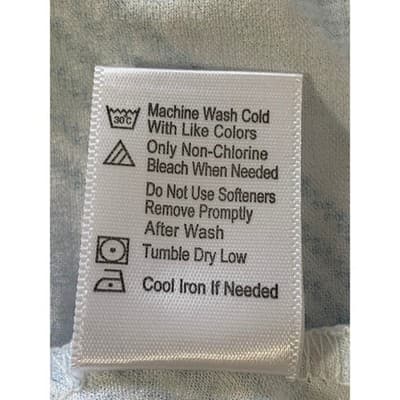 30C Machine Wash Cold
With Like Colors
Only Non-Chlorine
Bleach When Needed
Do Not Use Softeners
Remove Promptly
After Wash
Tumble Dry Low
Cool Iron If Needed